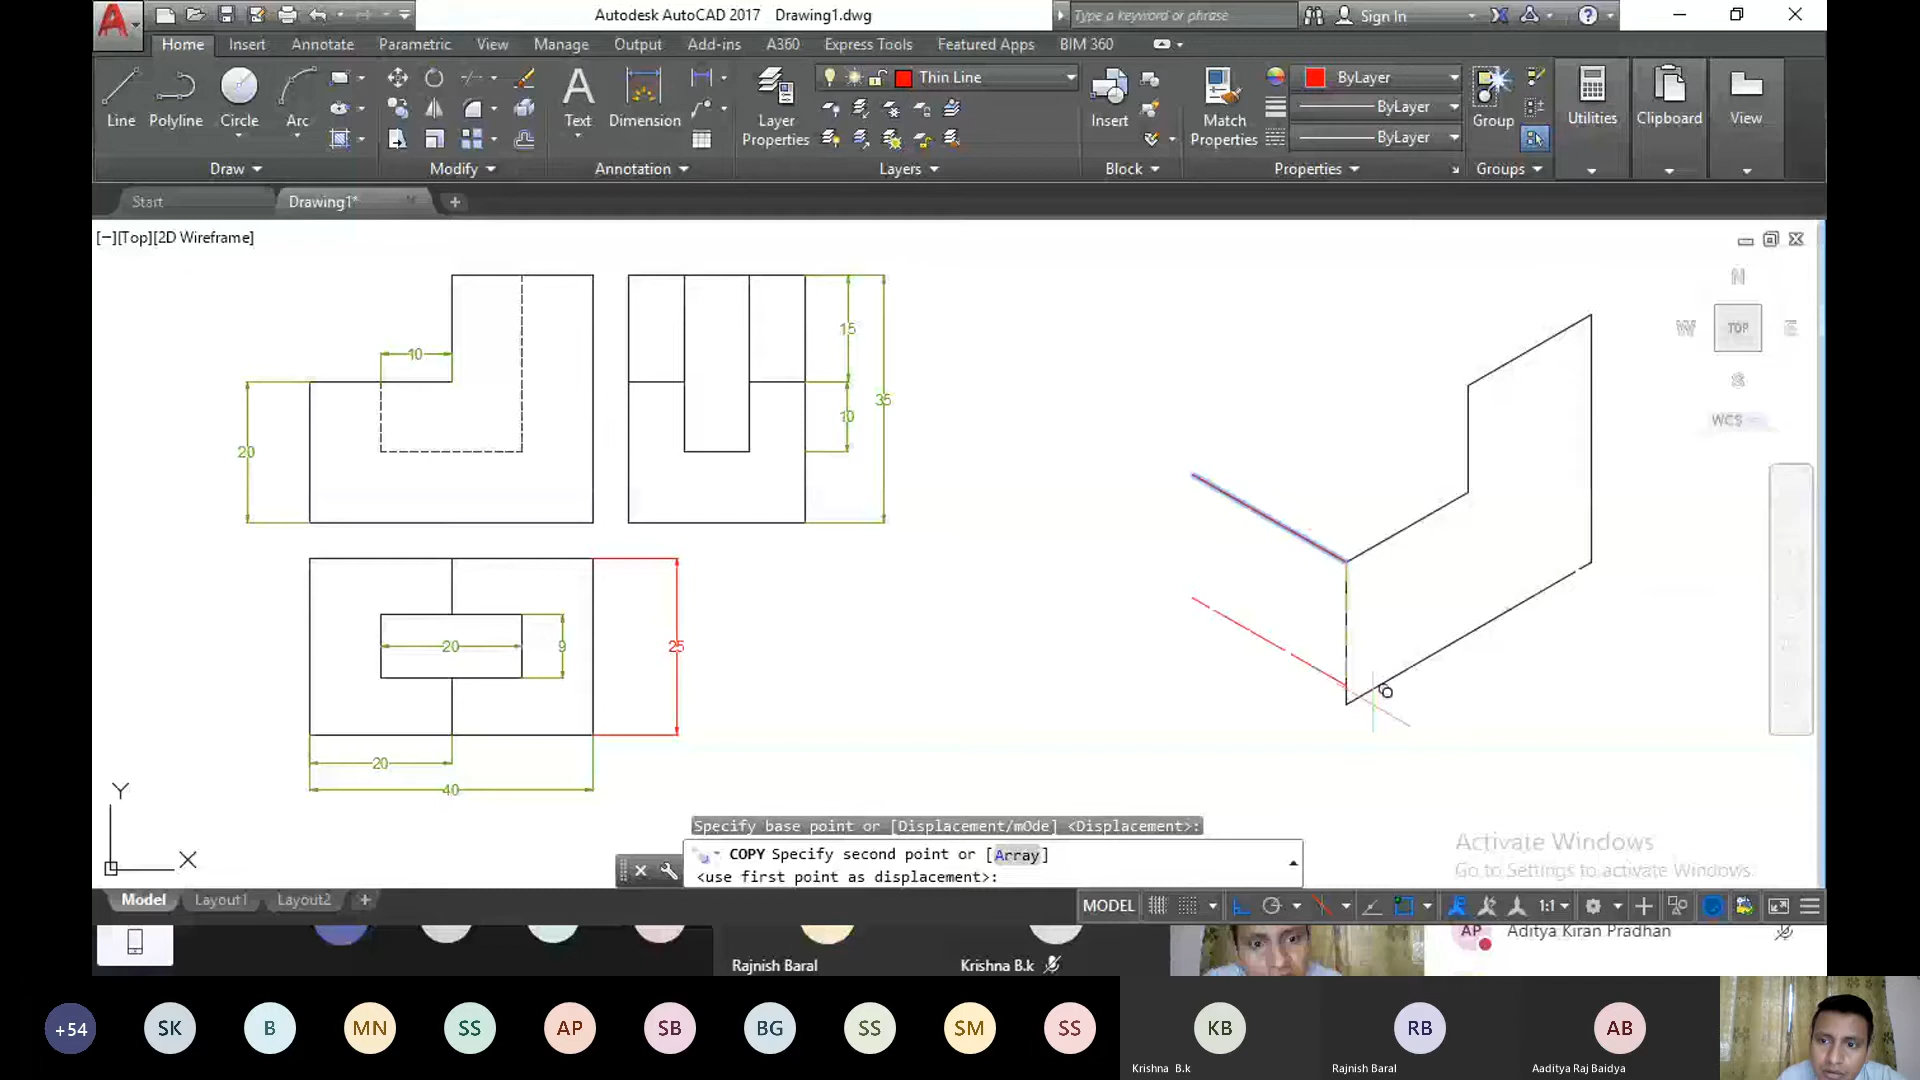 Autodesk AutoCAD 2017 Drawing1.dwg
Type a keyword or phrase
Sign In
Home Insert Annotate Parametric View Manage Output Add-ins A360 Express Tools Featured Apps BIM 360
Thin Line
ByLayer
ByLayer
ByLayer
Line Polyline Circle Arc
Text Dimension
Layer Properties
Insert
Match Properties
Group
Utilities
Clipboard
View
Draw Modify Annotation Layers Block Properties Groups
Start Drawing1* +
[−][Top][2D Wireframe]
N
W TOP E
S
WCS
15
10
35
10
20
20
9
25
20
40
Y
X
Specify base point or [Displacement/mOde] <Displacement>:
COPY Specify second point or [Array]
<use first point as displacement>:
Activate Windows
Go to Settings to activate Windows.
Model Layout1 Layout2 +
MODEL
1:1
Rajnish Baral
Krishna B.k
AP
Aditya Kiran Pradhan
+54 SK B MN SS AP SB BG SS SM SS KB RB AB
Krishna B.k
Rajnish Baral
Aaditya Raj Baidya